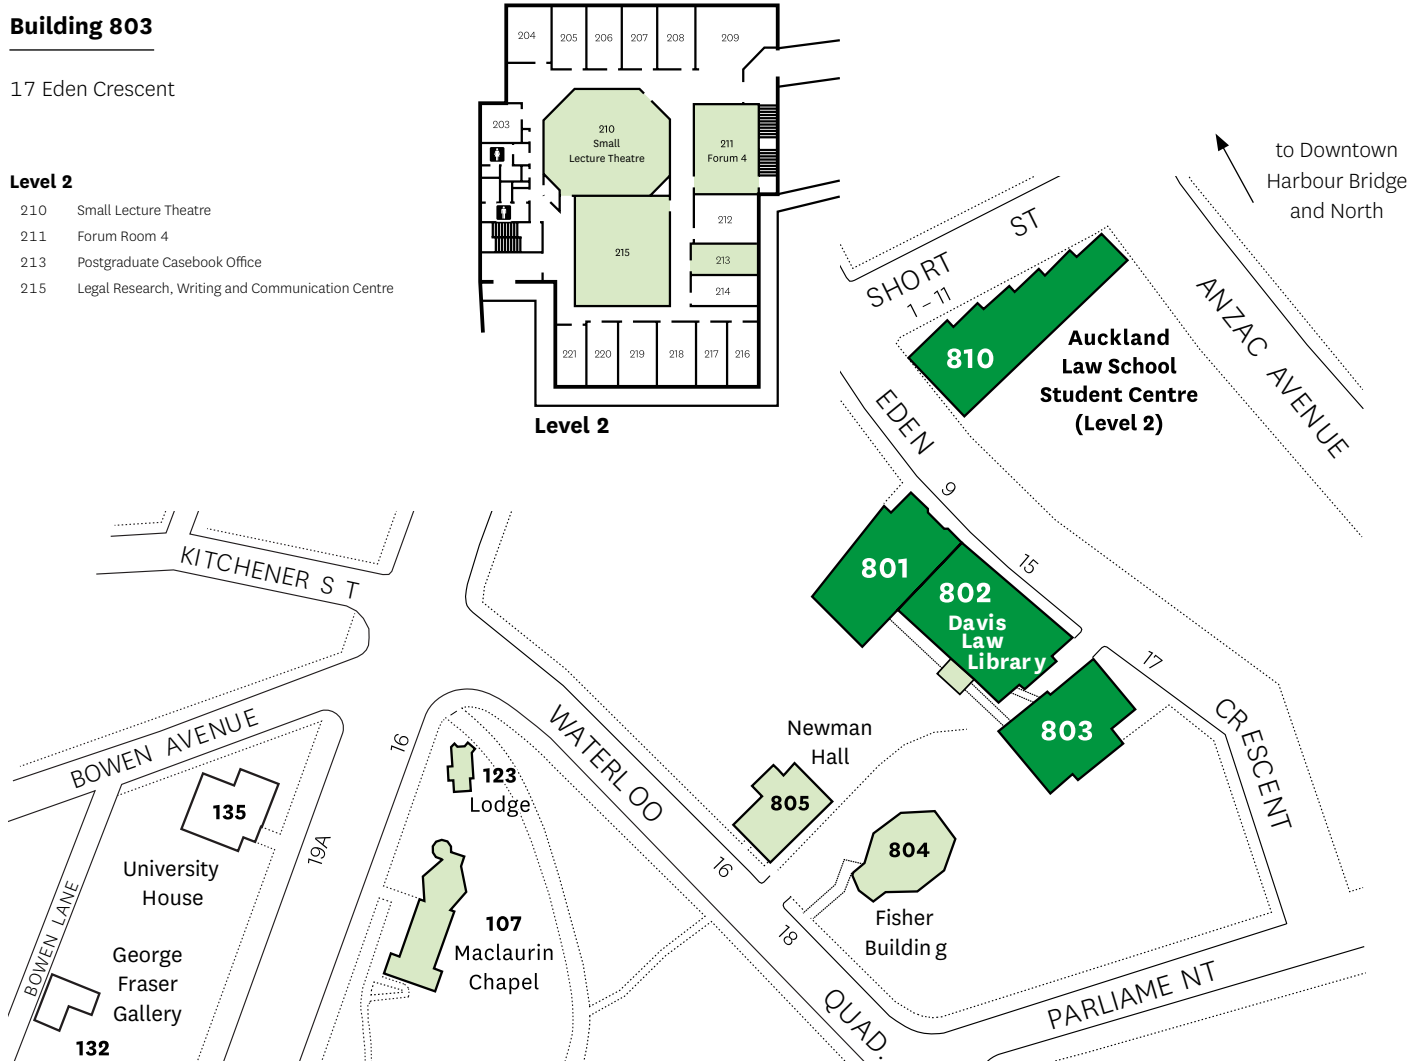 Building 803
17 Eden Crescent
Level 2
210 Small Lecture Theatre
211 Forum Room 4
213 Postgraduate Casebook Office
215 Legal Research, Writing and Communication Centre
204
205
206
207
208
209
203
210
Small
Lecture Theatre
211
Forum 4
212
213
214
215
221
220
219
218
217
216
Level 2
to Downtown
Harbour Bridge
and North
SHORT ST
1 – 11
ANZAC AVENUE
810
Auckland
Law School
Student Centre
(Level 2)
EDEN
9
15
17
CRESCENT
801
802
Davis
Law
Library
803
KITCHENER S T
BOWEN AVENUE
16
WATERL OO
Newman
Hall
805
123
Lodge
135
University
House
19A
16
804
Fisher
Buildin g
18
107
Maclaurin
Chapel
BOWEN LANE
George
Fraser
Gallery
132
QUAD.
PARLIAME NT